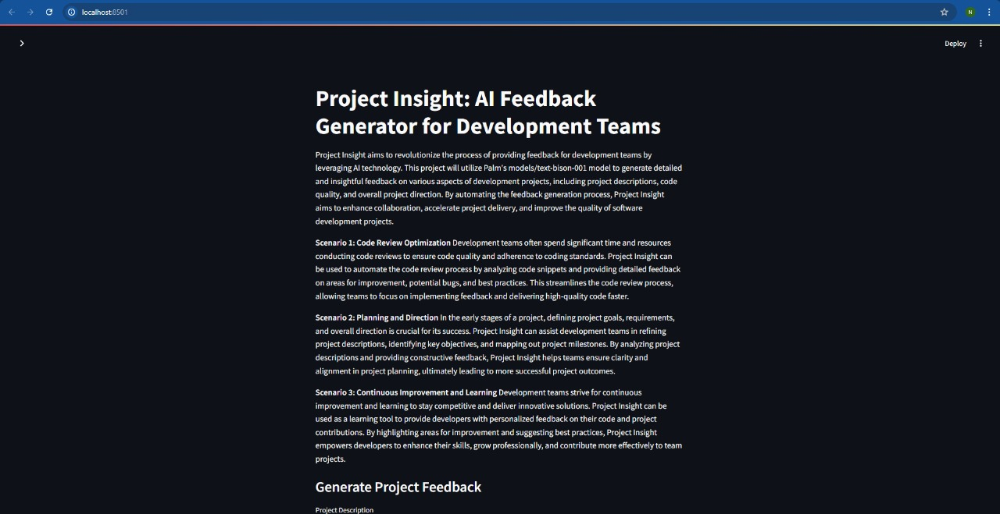 localhost:8501
N
Deploy
Project Insight: AI Feedback
Generator for Development Teams
Project Insight aims to revolutionize the process of providing feedback for development teams by
leveraging AI technology. This project will utilize Palm's models/text-bison-001 model to generate detailed
and insightful feedback on various aspects of development projects, including project descriptions, code
quality, and overall project direction. By automating the feedback generation process, Project Insight
aims to enhance collaboration, accelerate project delivery, and improve the quality of software
development projects.
Scenario 1: Code Review Optimization Development teams often spend significant time and resources
conducting code reviews to ensure code quality and adherence to coding standards. Project Insight can
be used to automate the code review process by analyzing code snippets and providing detailed feedback
on areas for improvement, potential bugs, and best practices. This streamlines the code review process,
allowing teams to focus on implementing feedback and delivering high-quality code faster.
Scenario 2: Planning and Direction In the early stages of a project, defining project goals, requirements,
and overall direction is crucial for its success. Project Insight can assist development teams in refining
project descriptions, identifying key objectives, and mapping out project milestones. By analyzing project
descriptions and providing constructive feedback, Project Insight helps teams ensure clarity and
alignment in project planning, ultimately leading to more successful project outcomes.
Scenario 3: Continuous Improvement and Learning Development teams strive for continuous
improvement and learning to stay competitive and deliver innovative solutions. Project Insight can be
used as a learning tool to provide developers with personalized feedback on their code and project
contributions. By highlighting areas for improvement and suggesting best practices, Project Insight
empowers developers to enhance their skills, grow professionally, and contribute more effectively to team
projects.
Generate Project Feedback
Project Description